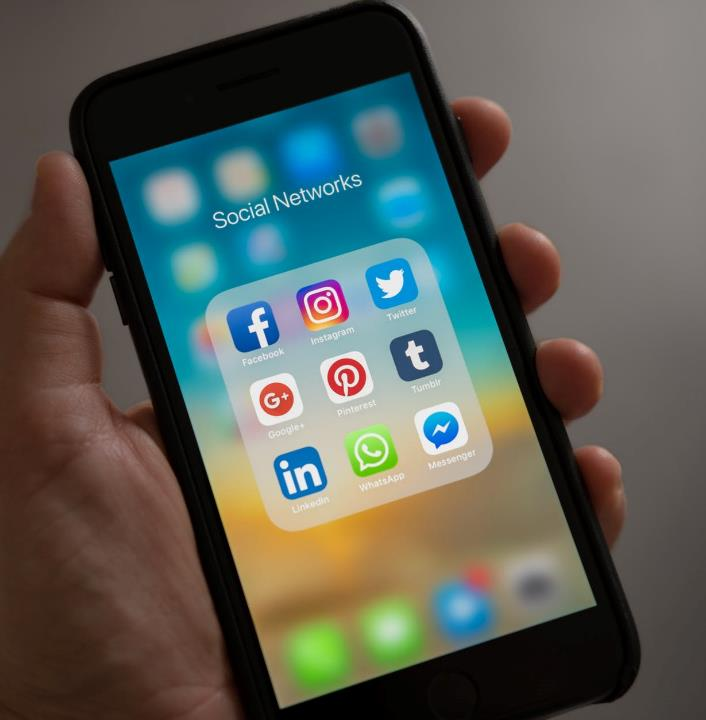 Social Networks
Facebook
Instagram
Twitter
Google+
Pinterest
Tumblr
LinkedIn
WhatsApp
Messenger